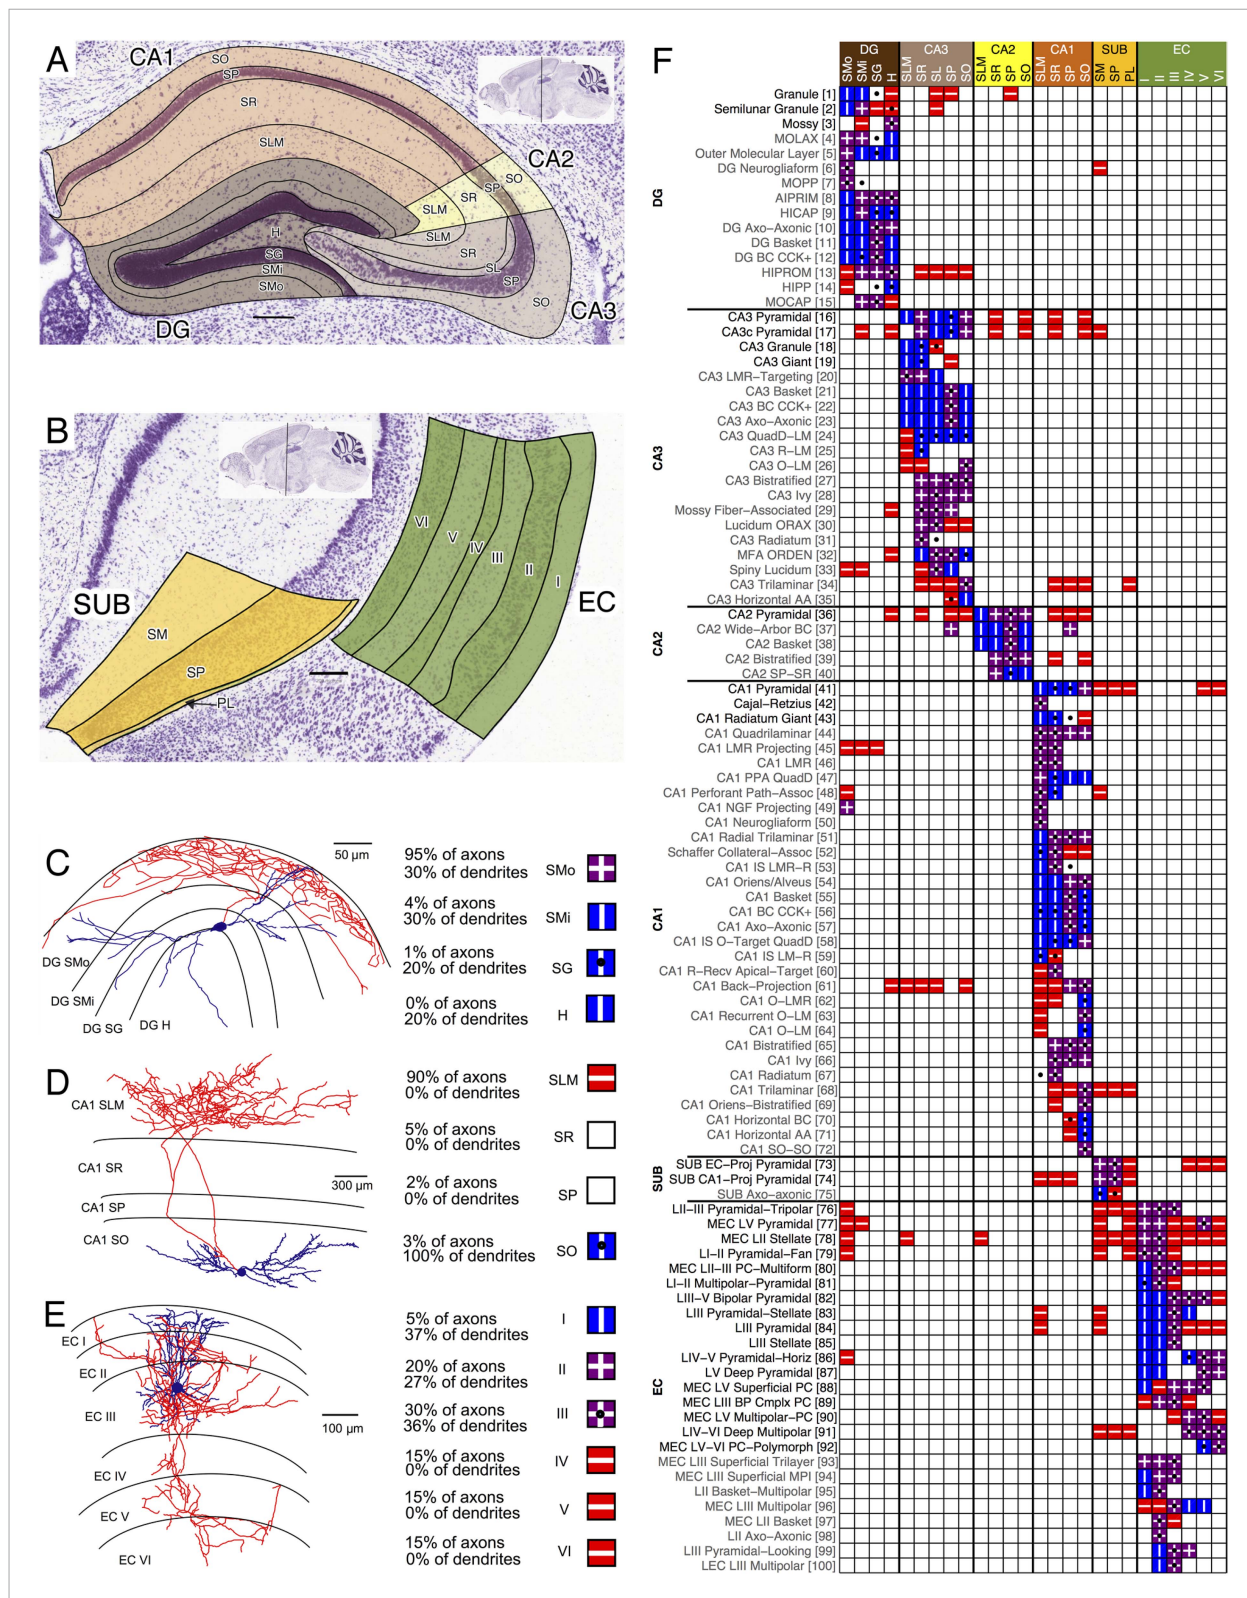 A
CA1
SO
SP
SR
SLM
CA2
SO
SP
SR
SLM
SLM
H
SR
SG
SL
SMi
SP
SMo
SO
CA3
DG
B
VI
V
IV
III
II
I
SUB
EC
SM
SP
PL
C
50 µm
DG SMo
DG SMi
DG SG
DG H
95% of axons
30% of dendrites
SMo
4% of axons
30% of dendrites
SMi
1% of axons
20% of dendrites
SG
0% of axons
20% of dendrites
H
D
CA1 SLM
CA1 SR
300 µm
CA1 SP
CA1 SO
90% of axons
0% of dendrites
SLM
5% of axons
0% of dendrites
SR
2% of axons
0% of dendrites
SP
3% of axons
100% of dendrites
SO
E
EC I
EC II
EC III
100 µm
EC IV
EC V
EC VI
5% of axons
37% of dendrites
I
20% of axons
27% of dendrites
II
30% of axons
36% of dendrites
III
15% of axons
0% of dendrites
IV
15% of axons
0% of dendrites
V
15% of axons
0% of dendrites
VI
F
DG CA3 CA2 CA1 SUB EC
SMo SMi SG H SLM SR SL SP SO SLM SR SP SO SLM SR SP SO SM SP PL I II III IV V VI
DG
Granule [1]
Semilunar Granule [2]
Mossy [3]
MOLAX [4]
Outer Molecular Layer [5]
DG Neurogliaform [6]
MOPP [7]
AIPRIM [8]
HICAP [9]
DG Axo-Axonic [10]
DG Basket [11]
DG BC CCK+ [12]
HIPROM [13]
HIPP [14]
MOCAP [15]
CA3
CA3 Pyramidal [16]
CA3c Pyramidal [17]
CA3 Granule [18]
CA3 Giant [19]
CA3 LMR-Targeting [20]
CA3 Basket [21]
CA3 BC CCK+ [22]
CA3 Axo-Axonic [23]
CA3 QuadD-LM [24]
CA3 R-LM [25]
CA3 O-LM [26]
CA3 Bistratified [27]
CA3 Ivy [28]
Mossy Fiber-Associated [29]
Lucidum ORAX [30]
CA3 Radiatum [31]
MFA ORDEN [32]
Spiny Lucidum [33]
CA3 Trilaminar [34]
CA3 Horizontal AA [35]
CA2
CA2 Pyramidal [36]
CA2 Wide-Arbor BC [37]
CA2 Basket [38]
CA2 Bistratified [39]
CA2 SP-SR [40]
CA1
CA1 Pyramidal [41]
Cajal-Retzius [42]
CA1 Radiatum Giant [43]
CA1 Quadrilaminar [44]
CA1 LMR Projecting [45]
CA1 LMR [46]
CA1 PPA QuadD [47]
CA1 Perforant Path-Assoc [48]
CA1 NGF Projecting [49]
CA1 Neurogliaform [50]
CA1 Radial Trilaminar [51]
Schaffer Collateral-Assoc [52]
CA1 IS LMR-R [53]
CA1 Oriens/Alveus [54]
CA1 Basket [55]
CA1 BC CCK+ [56]
CA1 Axo-Axonic [57]
CA1 IS O-Target QuadD [58]
CA1 IS LM-R [59]
CA1 R-Recv Apical-Target [60]
CA1 Back-Projection [61]
CA1 O-LMR [62]
CA1 Recurrent O-LM [63]
CA1 O-LM [64]
CA1 Bistratified [65]
CA1 Ivy [66]
CA1 Radiatum [67]
CA1 Trilaminar [68]
CA1 Oriens-Bistratified [69]
CA1 Horizontal BC [70]
CA1 Horizontal AA [71]
CA1 SO-SO [72]
SUB
SUB EC-Proj Pyramidal [73]
SUB CA1-Proj Pyramidal [74]
SUB Axo-axonic [75]
EC
LII-III Pyramidal-Tripolar [76]
MEC LV Pyramidal [77]
MEC LII Stellate [78]
LI-II Pyramidal-Fan [79]
MEC LII-III PC-Multiform [80]
LI-II Multipolar-Pyramidal [81]
LIII-V Bipolar Pyramidal [82]
LIII Pyramidal-Stellate [83]
LIII Pyramidal [84]
LIII Stellate [85]
LIV-V Pyramidal-Horiz [86]
LV Deep Pyramidal [87]
MEC LV Superficial PC [88]
MEC LIII BP Cmplx PC [89]
MEC LV Multipolar-PC [90]
LIV-VI Deep Multipolar [91]
MEC LV-VI PC-Polymorph [92]
MEC LIII Superficial Trilayer [93]
MEC LIII Superficial MPI [94]
LII Basket-Multipolar [95]
MEC LIII Multipolar [96]
MEC LII Basket [97]
LII Axo-Axonic [98]
LIII Pyramidal-Looking [99]
LEC LIII Multipolar [100]